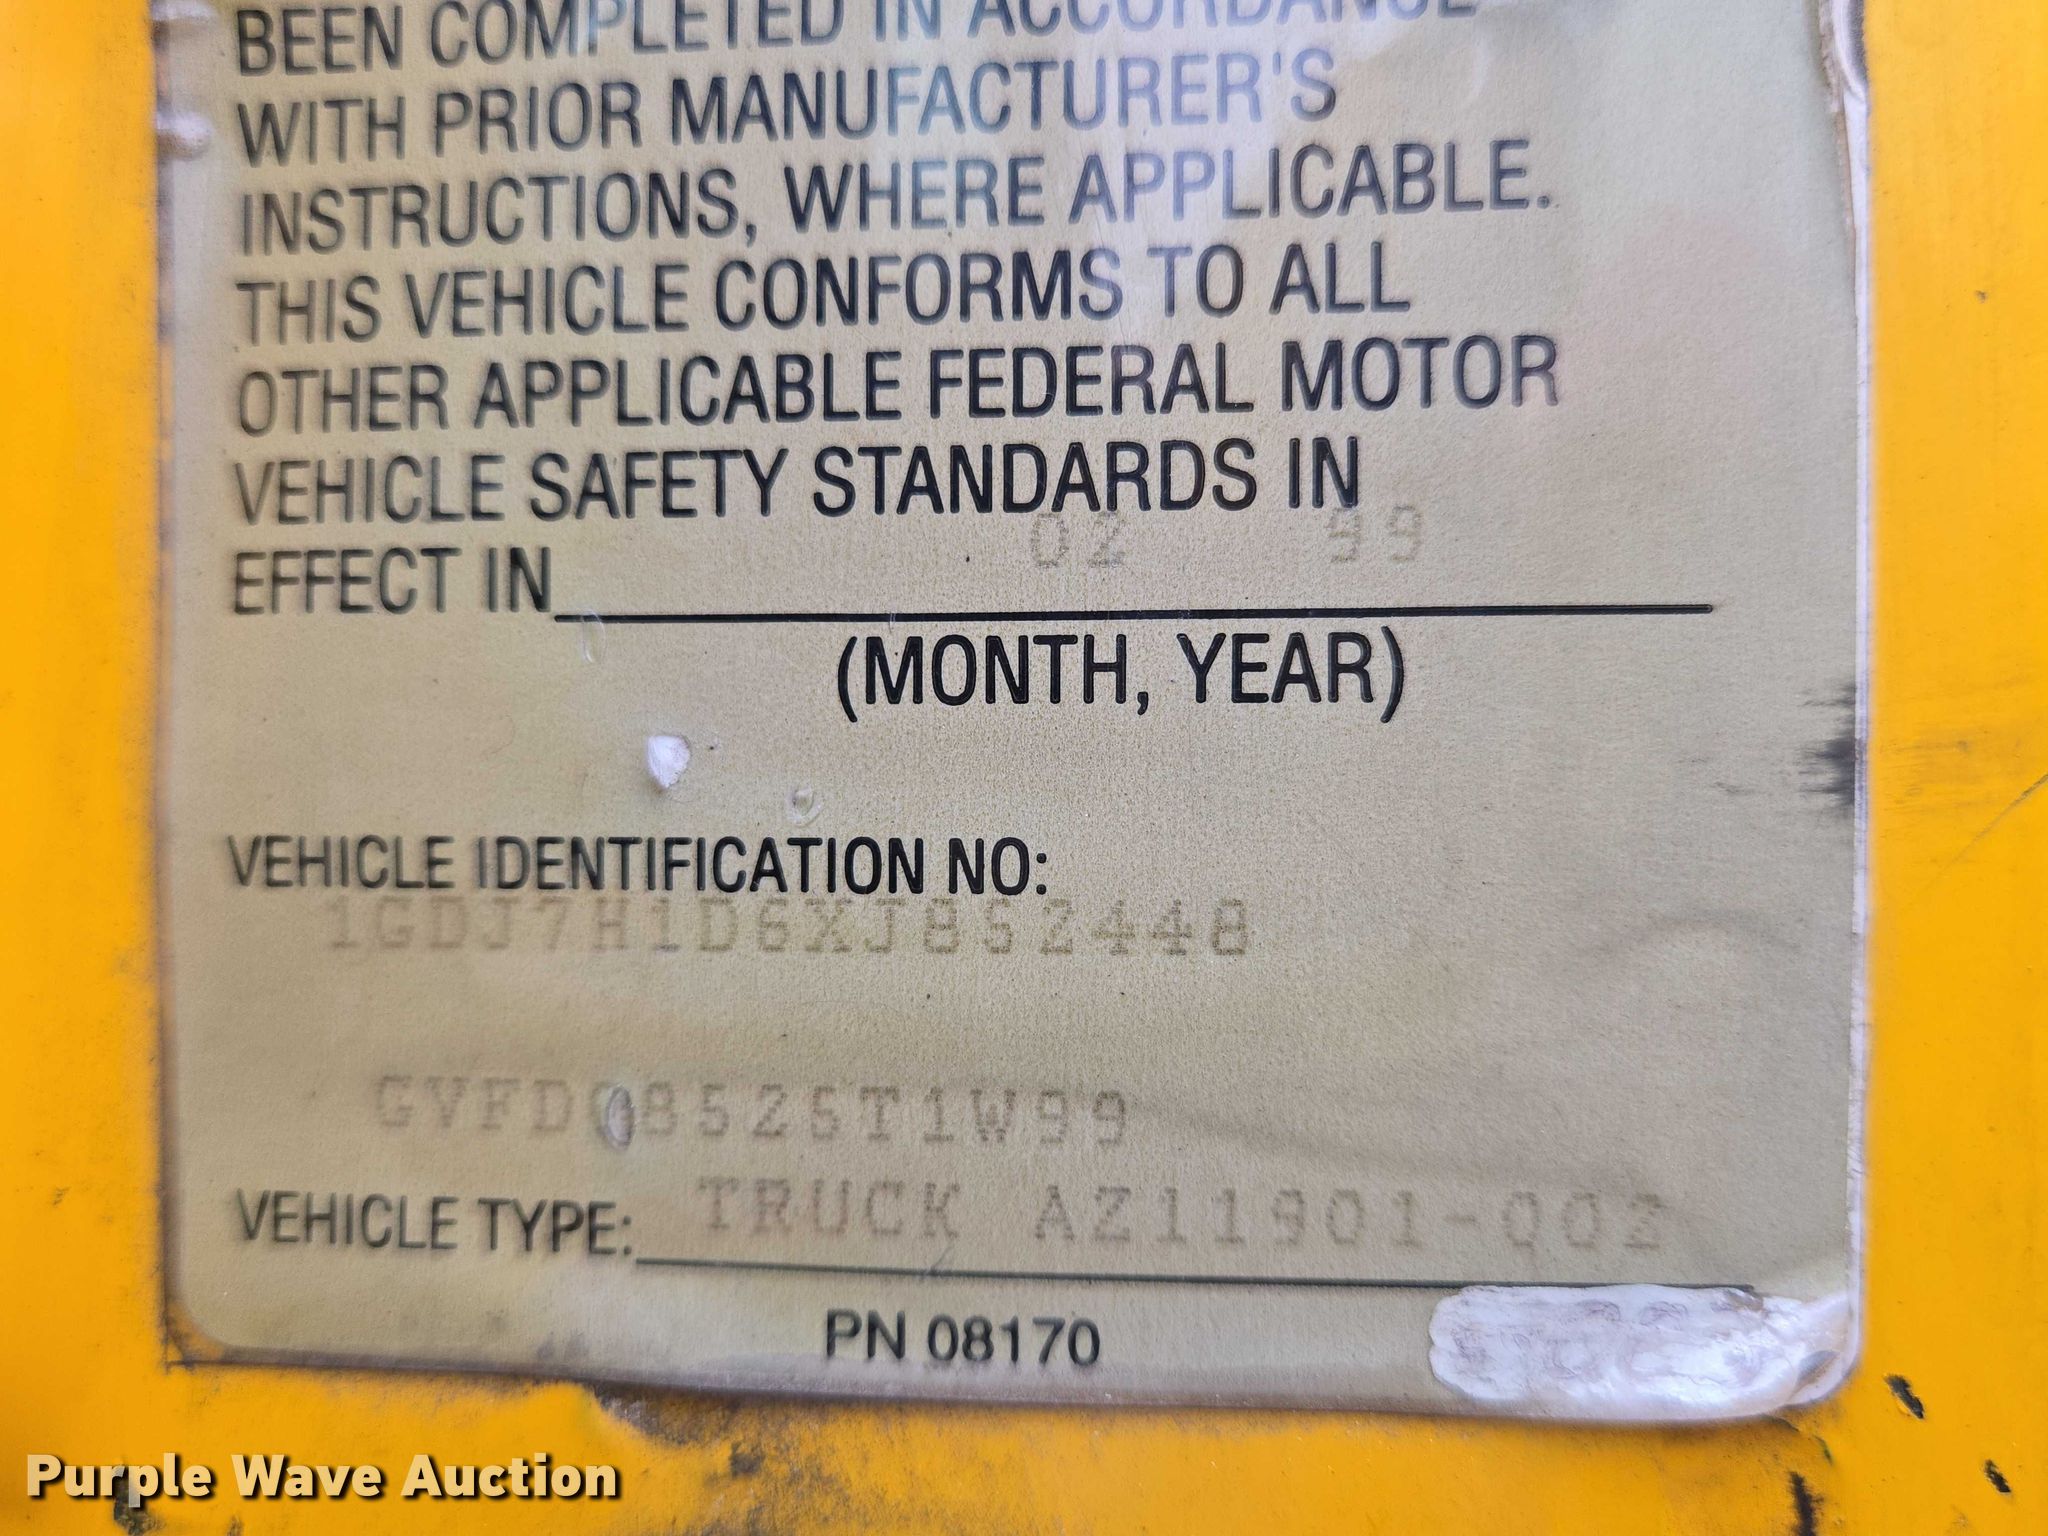 BEEN COMPLETED IN ACCORDANCE
WITH PRIOR MANUFACTURER'S
INSTRUCTIONS, WHERE APPLICABLE.
THIS VEHICLE CONFORMS TO ALL
OTHER APPLICABLE FEDERAL MOTOR
VEHICLE SAFETY STANDARDS IN
EFFECT IN 02 99
(MONTH, YEAR)
VEHICLE IDENTIFICATION NO:
1GDJ7H1D6XJ852448
VEHICLE TYPE: TRUCK AZ11901-Q02
PN 08170
Purple Wave Auction